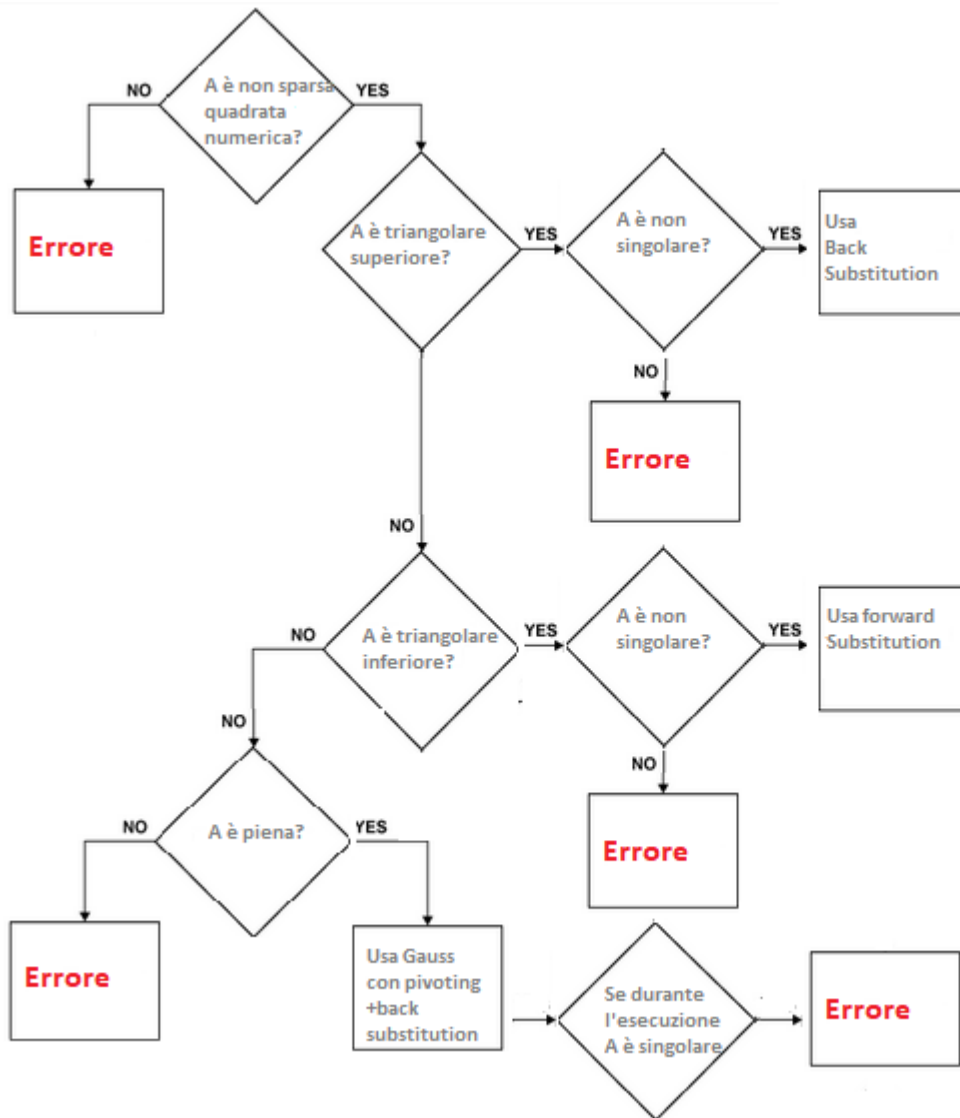 A è non sparsa
quadrata
numerica?
NO
YES
Errore
A è triangolare
superiore?
YES
A è non
singolare?
YES
Usa
Back
Substitution
NO
Errore
NO
A è triangolare
inferiore?
YES
A è non
singolare?
YES
Usa forward
Substitution
NO
NO
NO
Errore
A è piena?
NO
YES
Errore
Usa Gauss
con pivoting
+back
substitution
Se durante
l'esecuzione
A è singolare
Errore